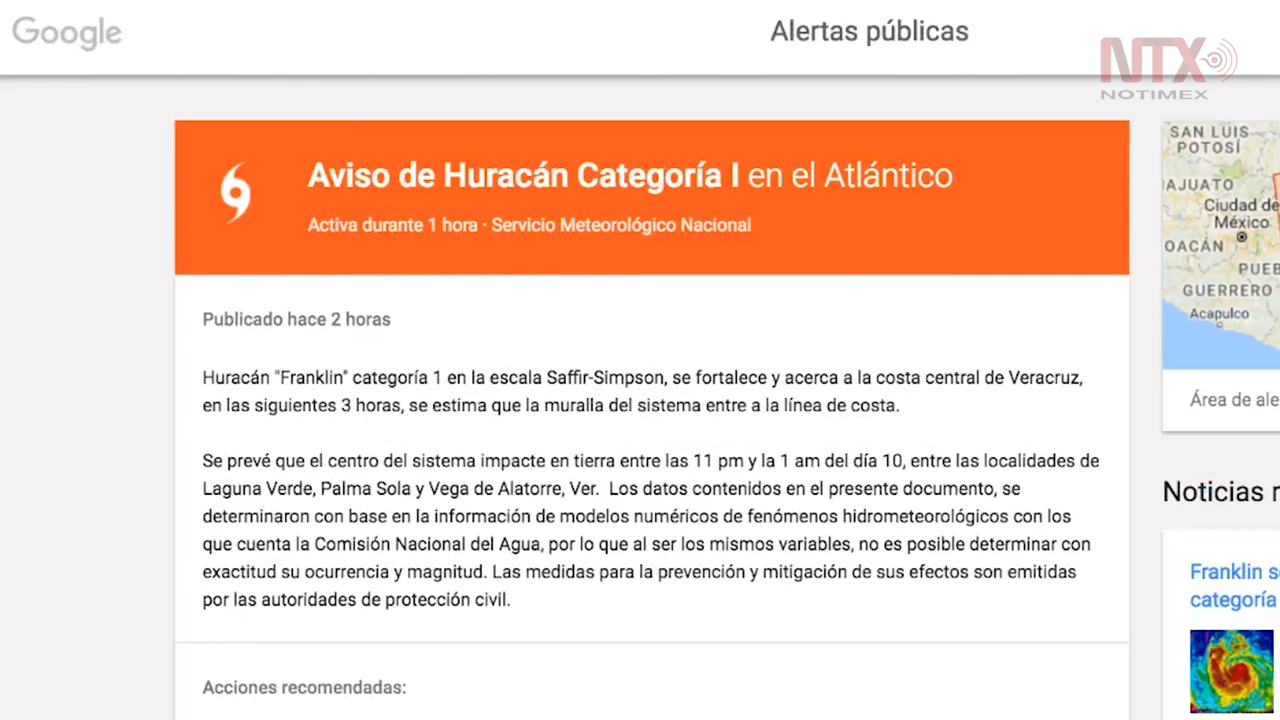 Google
Alertas públicas
NTX
NOTIMEX
Aviso de Huracán Categoría I en el Atlántico
Activa durante 1 hora · Servicio Meteorológico Nacional
Publicado hace 2 horas
Huracán "Franklin" categoría 1 en la escala Saffir-Simpson, se fortalece y acerca a la costa central de Veracruz,
en las siguientes 3 horas, se estima que la muralla del sistema entre a la línea de costa.
Se prevé que el centro del sistema impacte en tierra entre las 11 pm y la 1 am del día 10, entre las localidades de
Laguna Verde, Palma Sola y Vega de Alatorre, Ver. Los datos contenidos en el presente documento, se
determinaron con base en la información de modelos numéricos de fenómenos hidrometeorológicos con los
que cuenta la Comisión Nacional del Agua, por lo que al ser los mismos variables, no es posible determinar con
exactitud su ocurrencia y magnitud. Las medidas para la prevención y mitigación de sus efectos son emitidas
por las autoridades de protección civil.
Acciones recomendadas:
SAN LUIS
POTOSÍ
AJUATO
Ciudad de
México
OACÁN
PUEB
GUERRERO
Acapulco
Área de ale
Noticias r
Franklin s
categoría